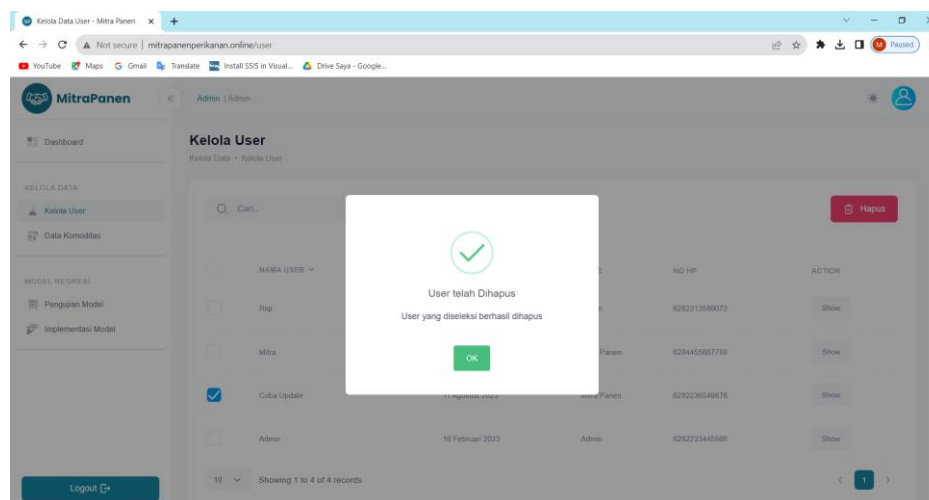 Kelola Data User - Mitra Panen
Not secure | mitrapanenperikanan.online/user
Paused
YouTube Maps Gmail Translate Install SSIS in Visual... Drive Saya - Google...
MitraPanen
Admin | Admin
Dashboard
Kelola User
Kelola Data • Kelola User
KELOLA DATA
Kelola User
Data Komoditas
MODEL REGRESI
Pengujian Model
Implementasi Model
Logout
Cari..
Hapus
NAMA USER
NO HP
ACTION
Show
Mitra
Panen
Show
Coba Update
11 Agustus 2023
Mitra Panen
6282236549876
Show
Admin
16 Februari 2023
Admin
6282233445566
Show
10
Showing 1 to 4 of 4 records
1
User telah Dihapus
User yang diseleksi berhasil dihapus
OK